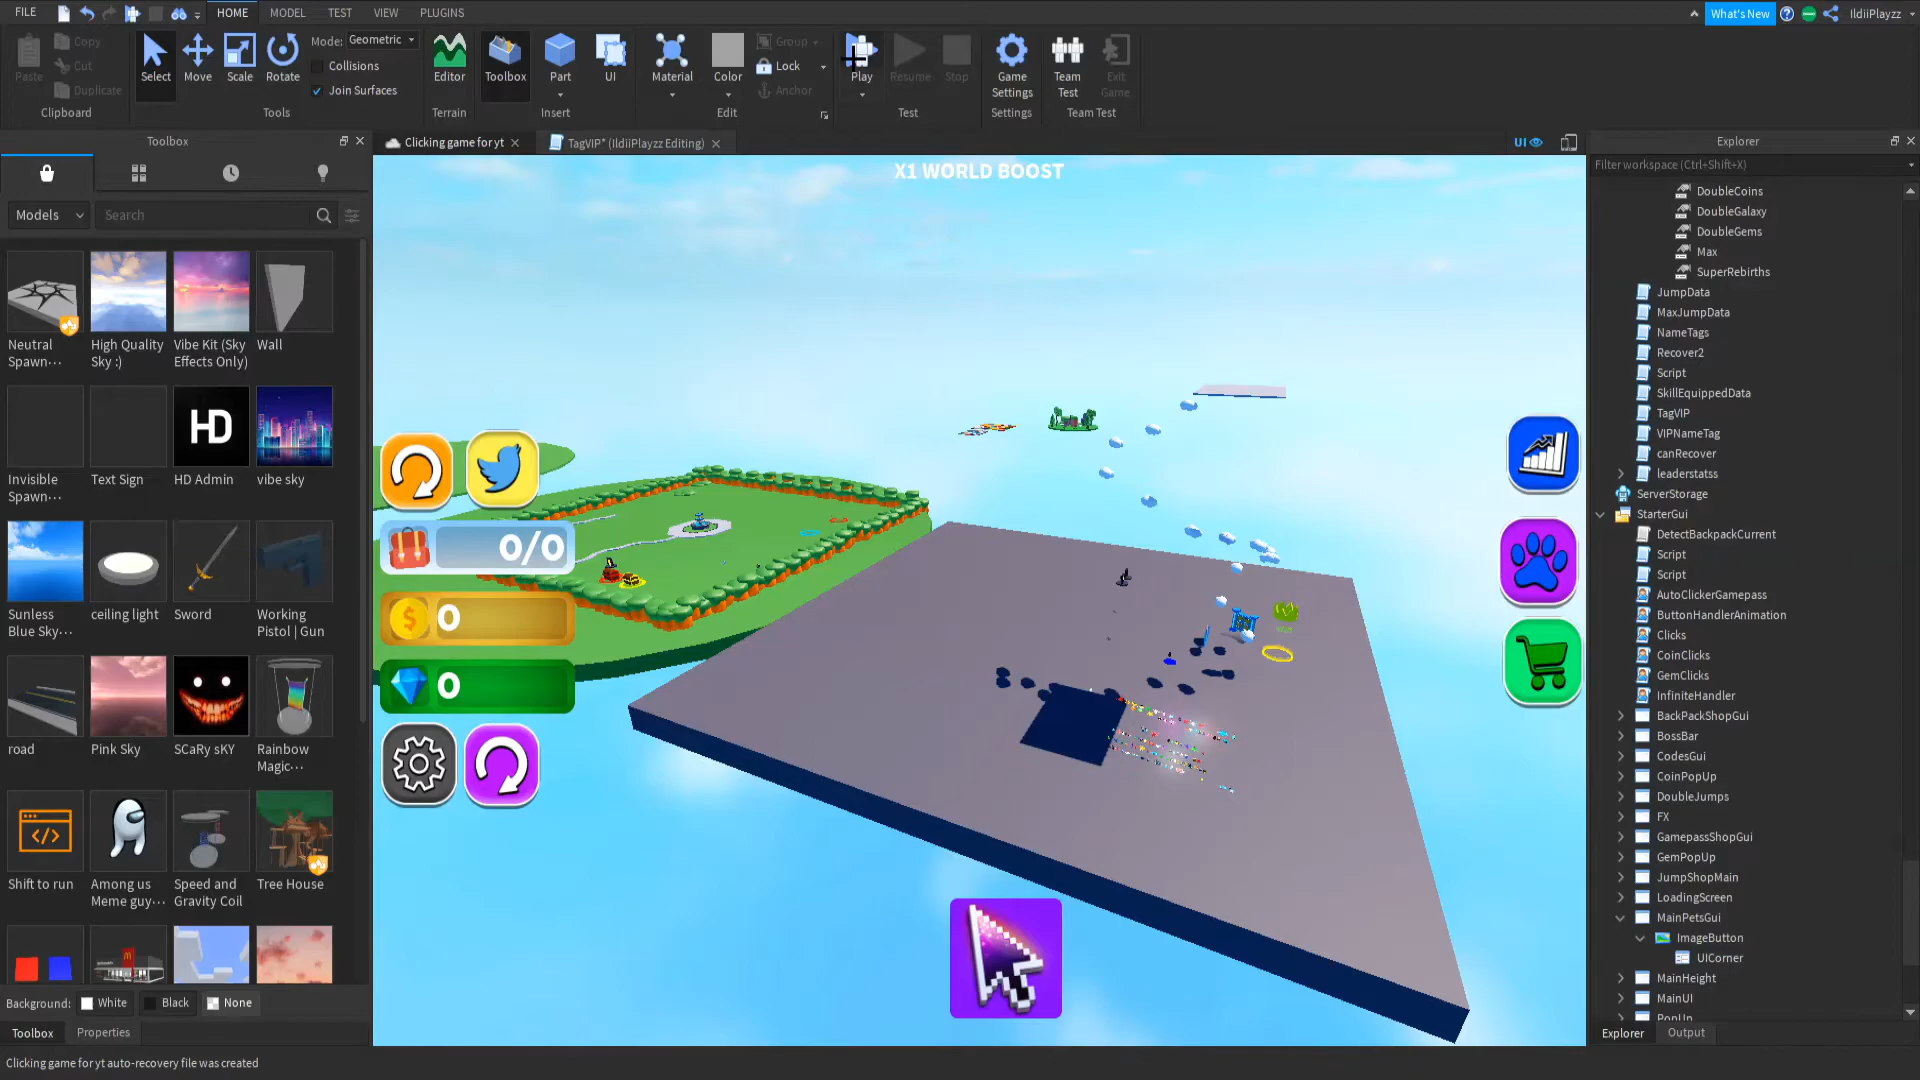 FILE
HOME
MODEL
TEST
VIEW
PLUGINS
What's New
IldiiPlayzz
Paste
Copy
Cut
Duplicate
Clipboard
Select
Move
Scale
Rotate
Mode: Geometric
Collisions
Join Surfaces
Tools
Editor
Terrain
Toolbox
Part
UI
Insert
Material
Color
Group
Lock
Anchor
Edit
Play
Resume
Stop
Test
Game
Settings
Settings
Team
Test
Exit
Game
Team Test
Toolbox
Clicking game for yt
TagVIP* (IldiiPlayzz Editing)
UI
Explorer
Models
Search
Filter workspace (Ctrl+Shift+X)
Neutral
Spawn...
High Quality
Sky :)
Vibe Kit (Sky
Effects Only)
Wall
Invisible
Spawn...
Text Sign
HD
HD Admin
vibe sky
Sunless
Blue Sky...
ceiling light
Sword
Working
Pistol | Gun
road
Pink Sky
SCaRy sKY
Rainbow
Magic...
Shift to run
Among us
Meme guy...
Speed and
Gravity Coil
Tree House
Background:
White
Black
None
Toolbox
Properties
Clicking game for yt auto-recovery file was created
X1 WORLD BOOST
0/0
0
0
DoubleCoins
DoubleGalaxy
DoubleGems
Max
SuperRebirths
JumpData
MaxJumpData
NameTags
Recover2
Script
SkillEquippedData
TagVIP
VIPNameTag
canRecover
leaderstatss
ServerStorage
StarterGui
DetectBackpackCurrent
Script
Script
AutoClickerGamepass
ButtonHandlerAnimation
Clicks
CoinClicks
GemClicks
InfiniteHandler
BackPackShopGui
BossBar
CodesGui
CoinPopUp
DoubleJumps
FX
GamepassShopGui
GemPopUp
JumpShopMain
LoadingScreen
MainPetsGui
ImageButton
UICorner
MainHeight
MainUI
PopUp
Explorer
Output